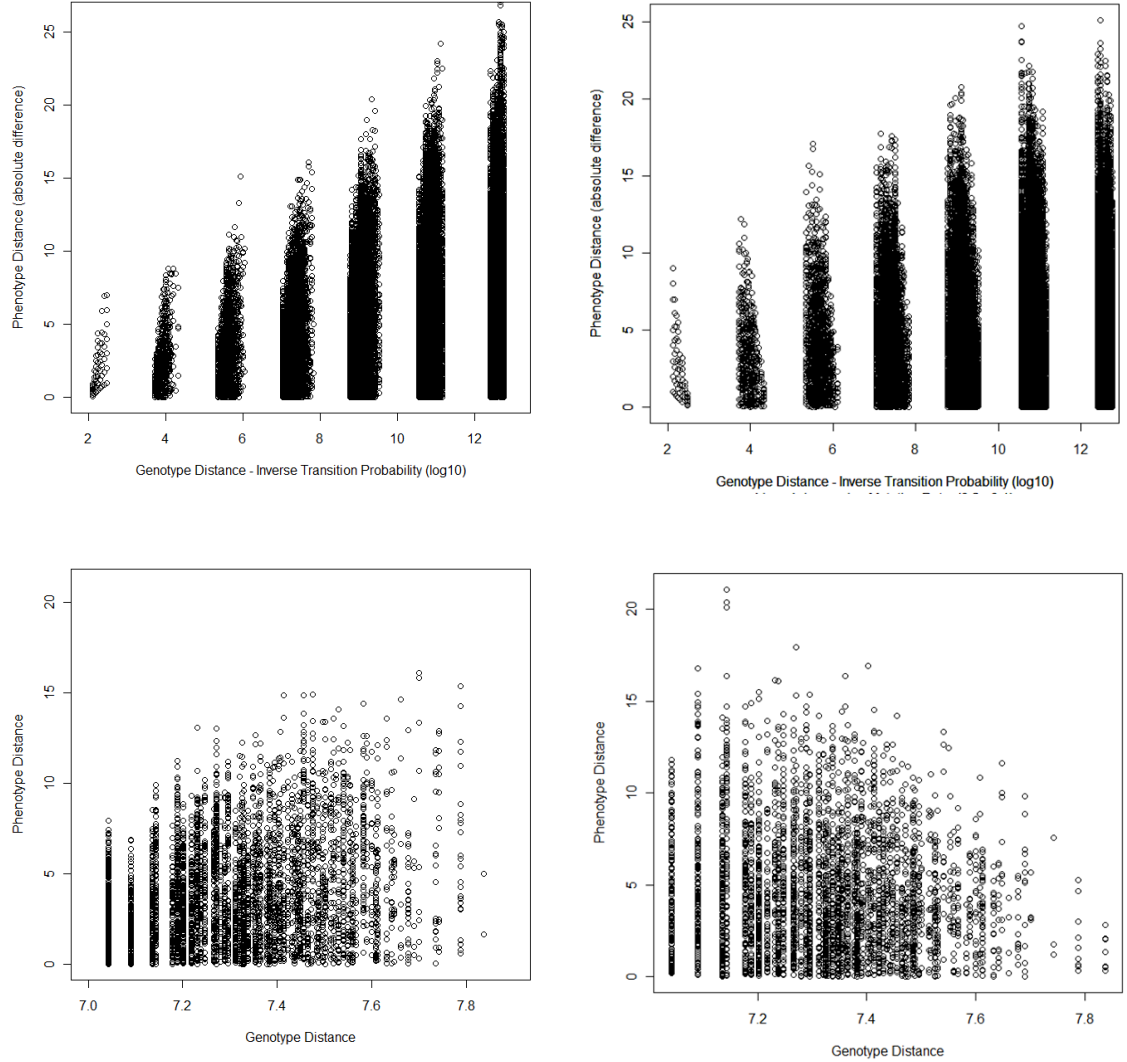 25
20
15
10
5
0
Phenotype Distance (absolute difference)
2 4 6 8 10 12
Genotype Distance - Inverse Transition Probability (log10)
25
20
15
10
5
0
Phenotype Distance (absolute difference)
2 4 6 8 10 12
Genotype Distance - Inverse Transition Probability (log10)
20
15
10
5
0
Phenotype Distance
7.0 7.2 7.4 7.6 7.8
Genotype Distance
20
15
10
5
0
Phenotype Distance
7.2 7.4 7.6 7.8
Genotype Distance